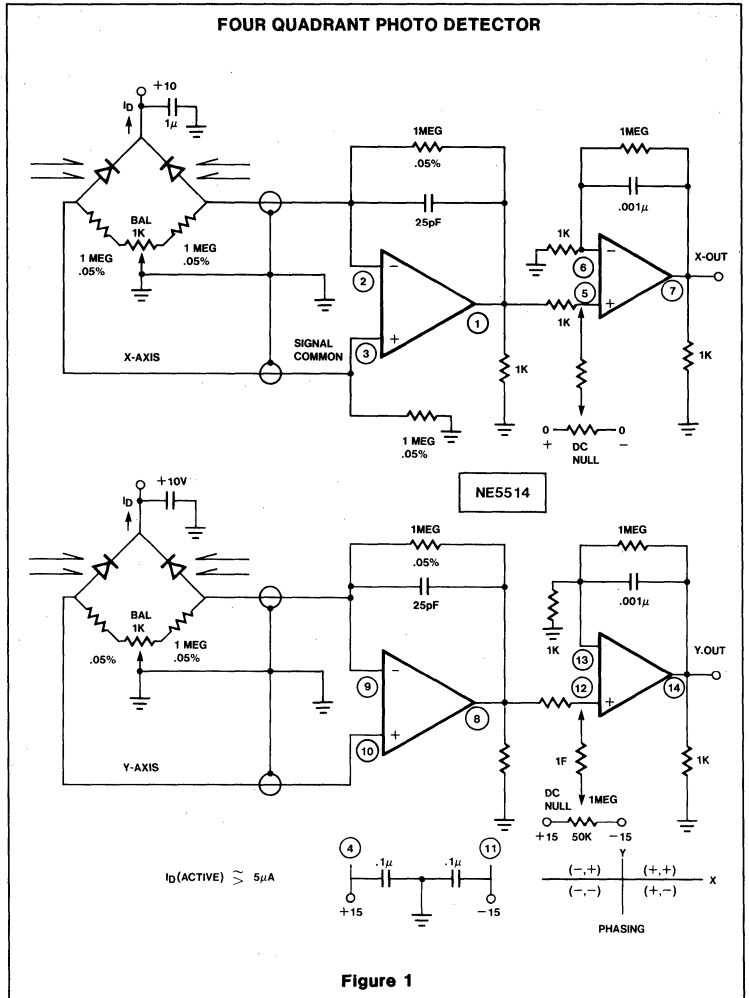 FOUR QUADRANT PHOTO DETECTOR
+10
ID
1μ
1MEG
.05%
1MEG
25pF
.001μ
BAL
1K
1 MEG
.05%
1 MEG
.05%
1K
6
X-OUT
2
5
7
1
1K
SIGNAL
COMMON
3
X-AXIS
1K
1K
1 MEG
.05%
0
+
DC
NULL
0
–
NE5514
+10V
ID
1MEG
.05%
1MEG
25pF
.001μ
BAL
1K
.05%
1 MEG
.05%
1K
13
Y.OUT
9
12
14
8
10
1F
1K
Y-AXIS
DC
NULL
1MEG
+15
50K
−15
ID(ACTIVE) ≂ 5μA
4
.1μ
.1μ
11
+15
−15
Y
(−,+)
(+,+)
X
(−,−)
(+,−)
PHASING
Figure 1